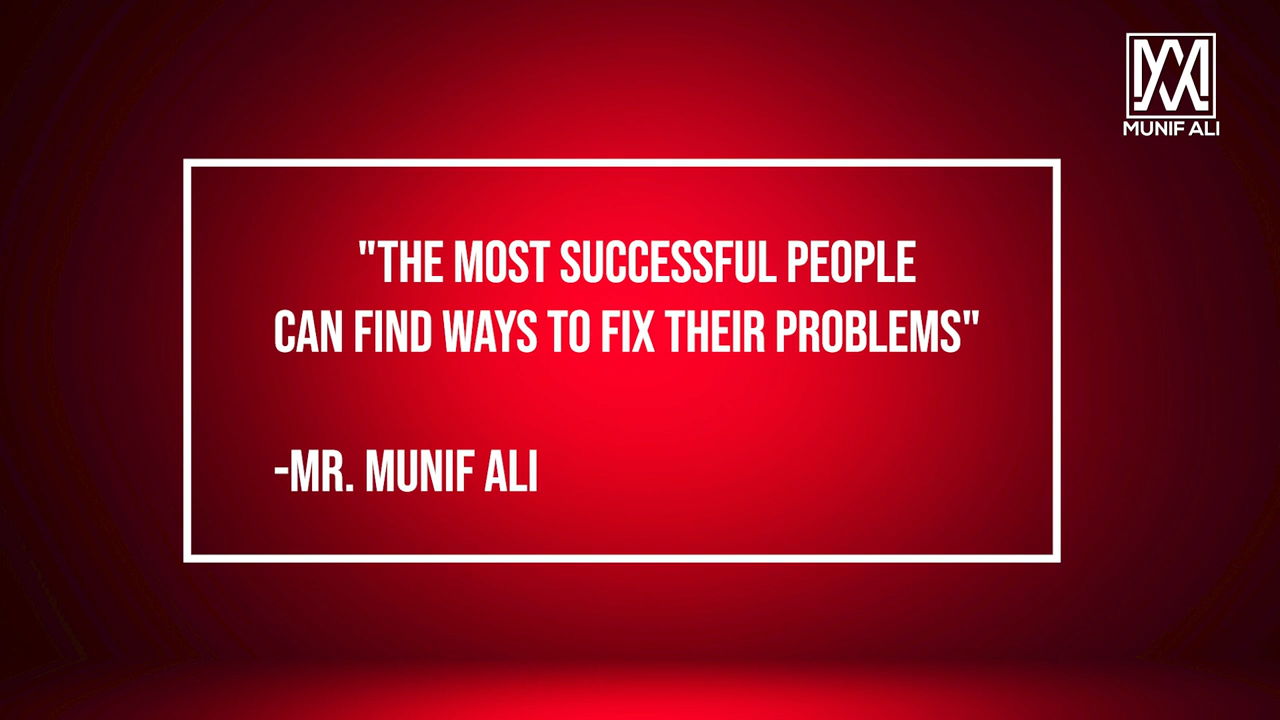 MUNIF ALI
"THE MOST SUCCESSFUL PEOPLE
CAN FIND WAYS TO FIX THEIR PROBLEMS"
-MR. MUNIF ALI